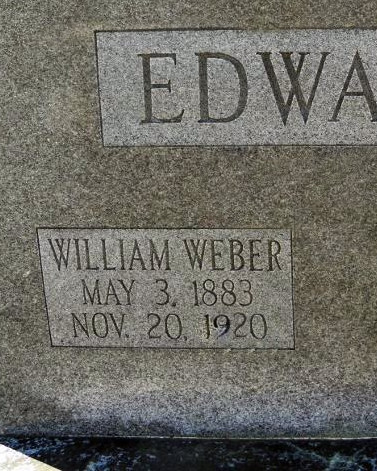 EDWA
WILLIAM WEBER
MAY 3, 1883
NOV. 20, 1920